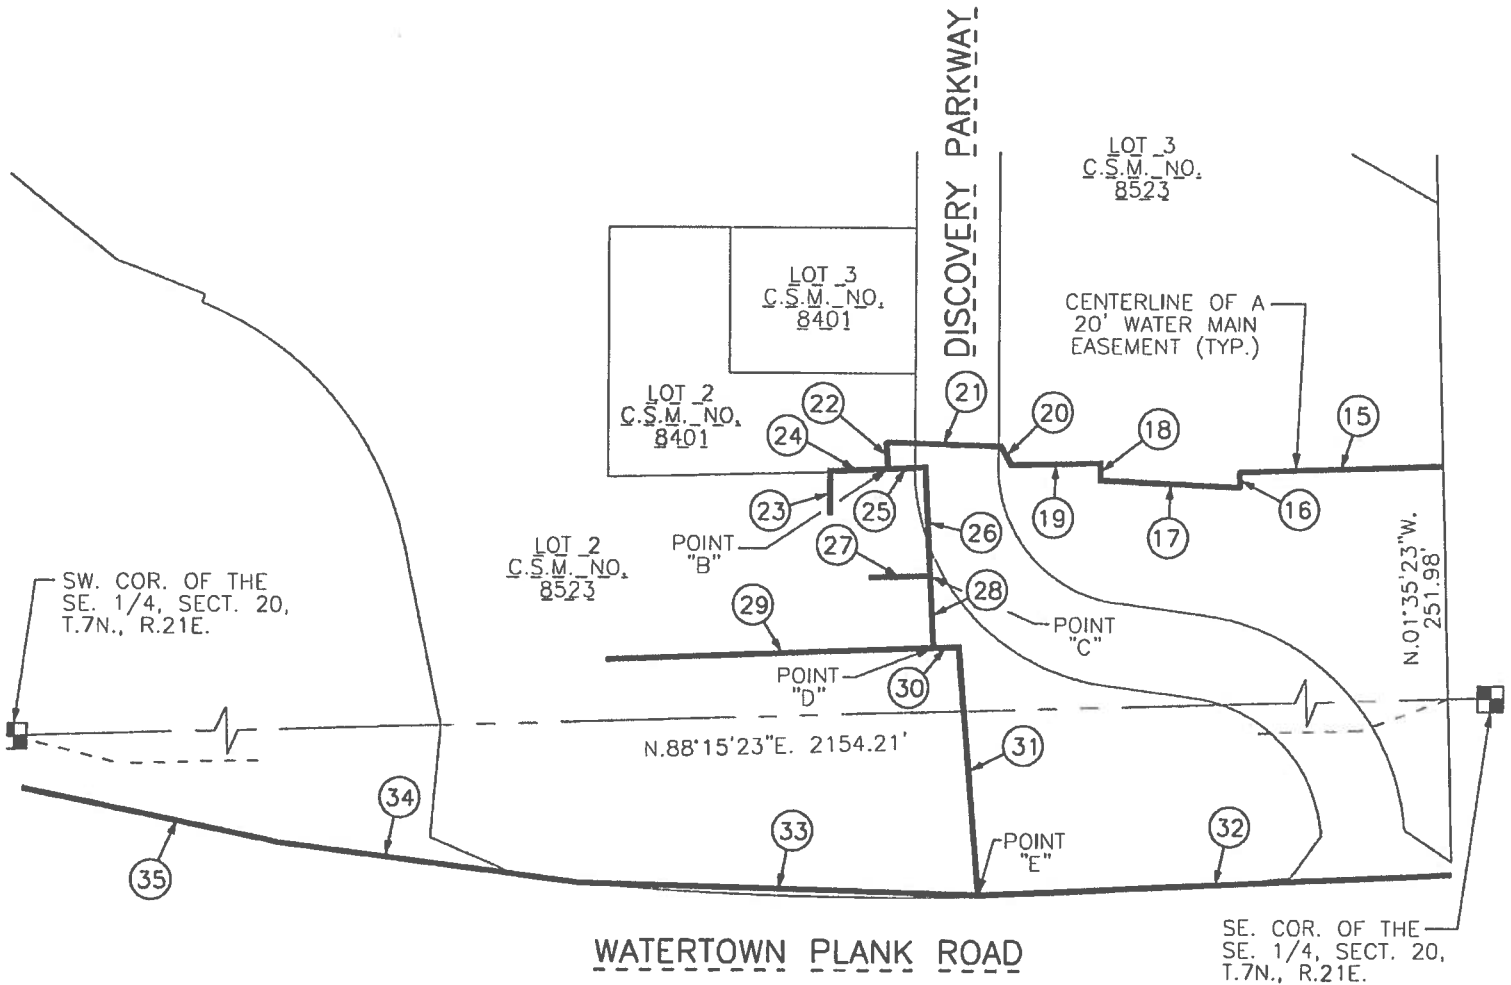 DISCOVERY PARKWAY
LOT 3
C.S.M. NO.
8523
LOT 3
C.S.M. NO.
8401
CENTERLINE OF A
20' WATER MAIN
EASEMENT (TYP.)
LOT 2
C.S.M. NO.
8401
22
21
20
15
24
18
23
25
19
17
16
26
27
POINT
"B"
LOT 2
C.S.M. NO.
8523
28
29
POINT
"C"
SW. COR. OF THE
SE. 1/4, SECT. 20,
T.7N., R.21E.
N.01°35'23"W.
251.98'
POINT
"D"
30
N.88°15'23"E. 2154.21'
31
34
33
32
35
POINT
"E"
WATERTOWN PLANK ROAD
SE. COR. OF THE
SE. 1/4, SECT. 20,
T.7N., R.21E.